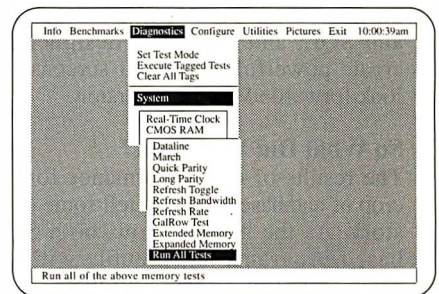 Info Benchmarks Diagnostics Configure Utilities Pictures Exit 10:00:39am
Set Test Mode
Execute Tagged Tests
Clear All Tags
System
Real-Time Clock
CMOS RAM
Dataline
March
Quick Parity
Long Parity
Refresh Toggle
Refresh Bandwidth
Refresh Rate
GalRow Test
Extended Memory
Expanded Memory
Run All Tests
Run all of the above memory tests